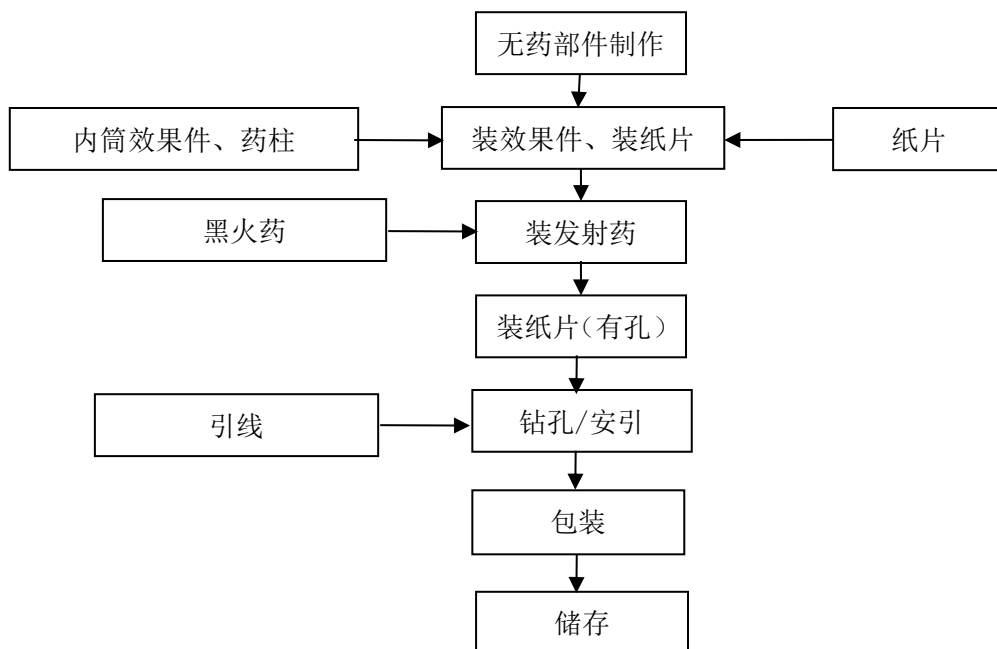 无药部件制作
内筒效果件、药柱
装效果件、装纸片
纸片
黑火药
装发射药
装纸片（有孔）
引线
钻孔/安引
包装
储存